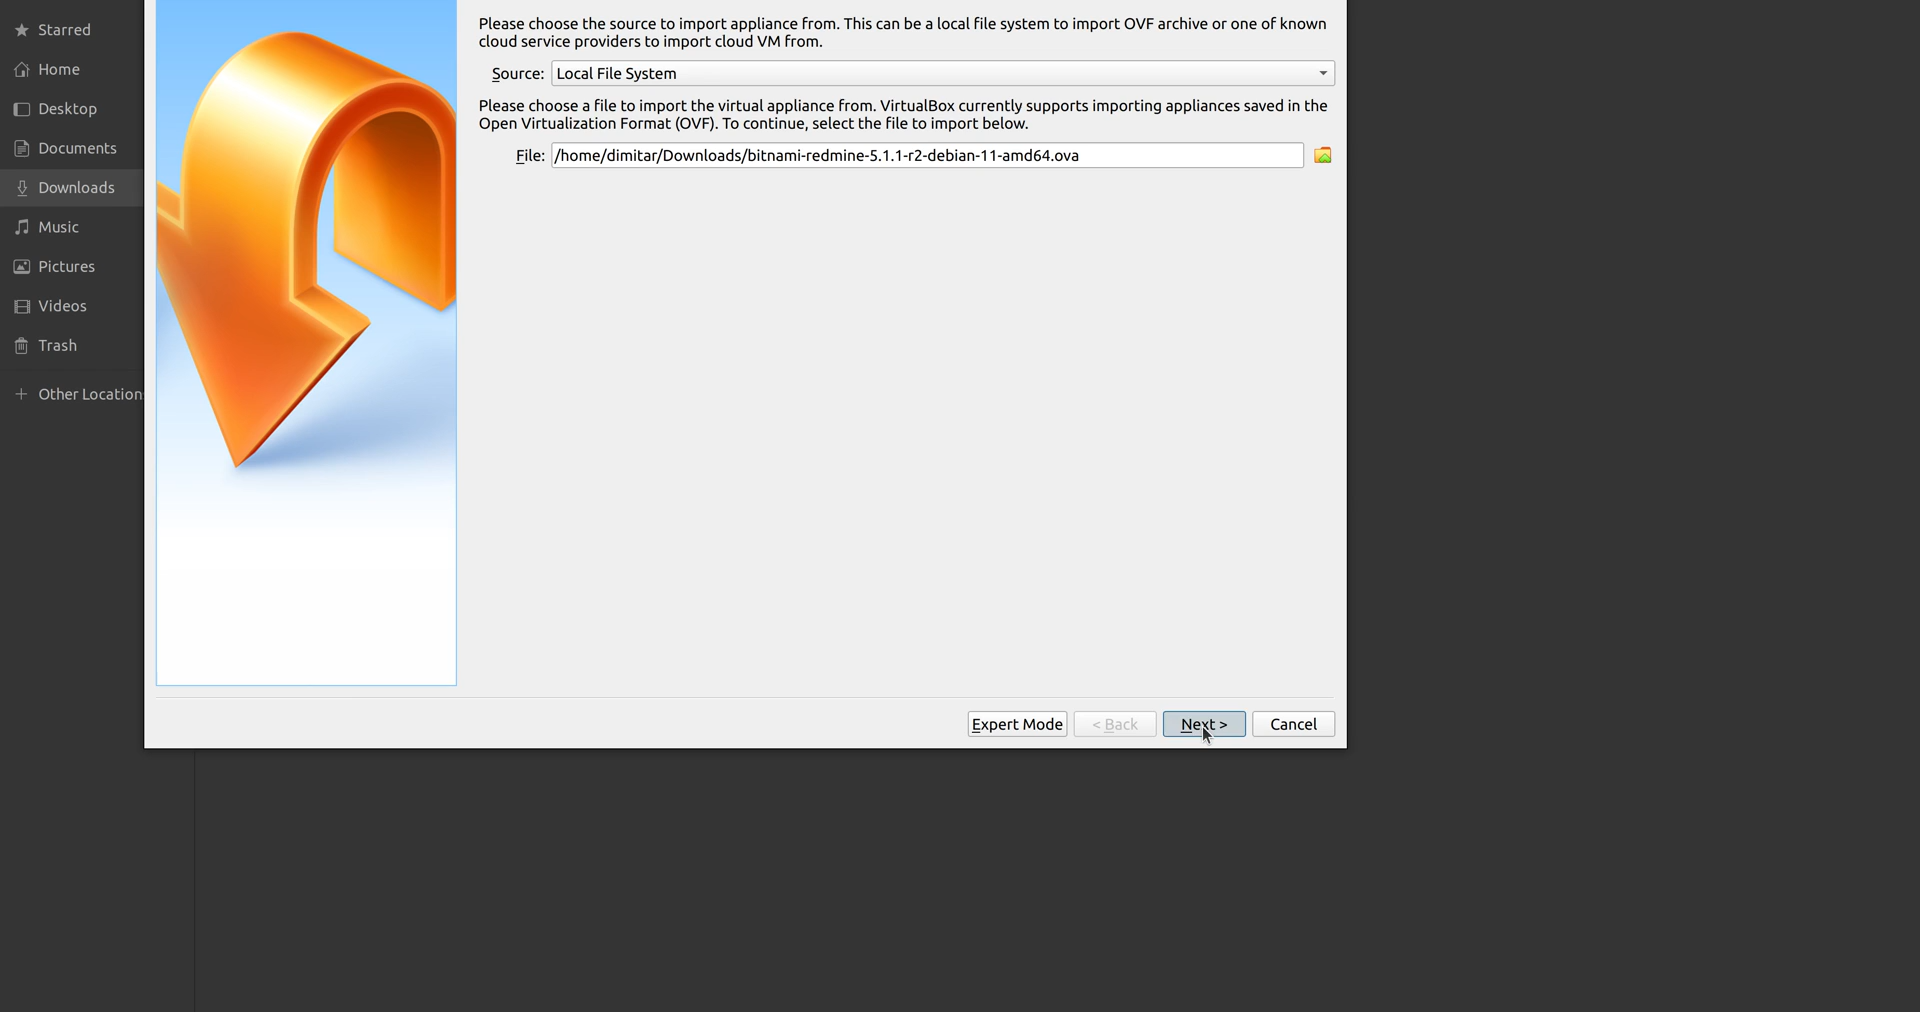 Starred
Home
Desktop
Documents
Downloads
Music
Pictures
Videos
Trash
Other Location
Please choose the source to import appliance from. This can be a local file system to import OVF archive or one of known
cloud service providers to import cloud VM from.
Source: Local File System
Please choose a file to import the virtual appliance from. VirtualBox currently supports importing appliances saved in the
Open Virtualization Format (OVF). To continue, select the file to import below.
File: /home/dimitar/Downloads/bitnami-redmine-5.1.1-r2-debian-11-amd64.ova
Expert Mode < Back Next > Cancel